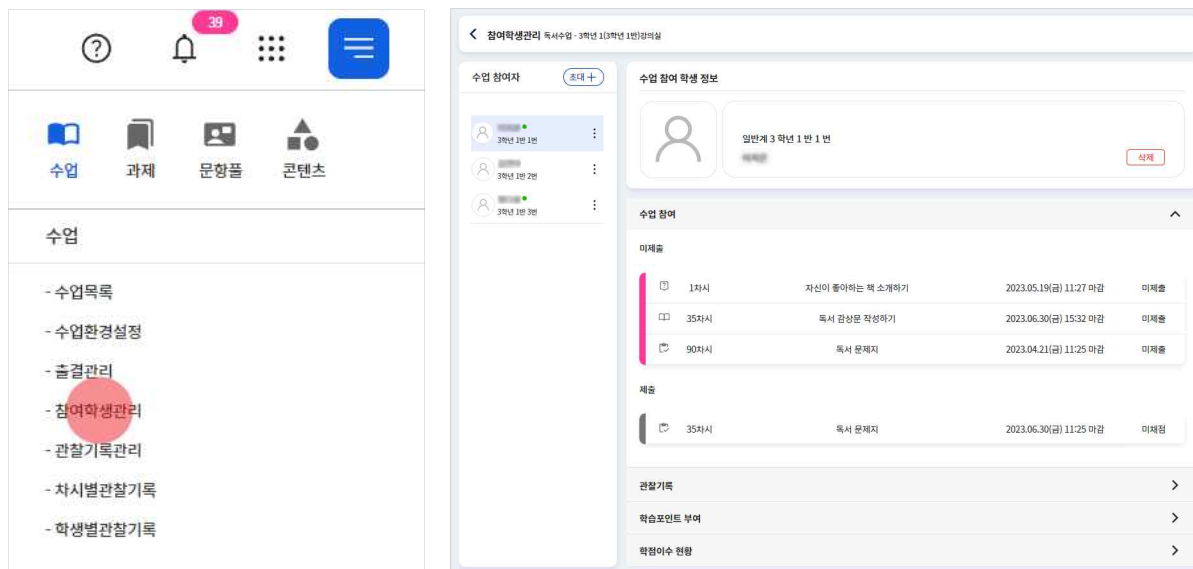 39
수업 과제 문항풀 콘텐츠
수업
- 수업목록
- 수업환경설정
- 출결관리
- 참여학생관리
- 관찰기록관리
- 차시별관찰기록
- 학생별관찰기록
참여학생관리 독서수업 - 3학년 1(3학년 1반)강의실
수업 참여자 초대 +
3학년 1반 1번
3학년 1반 2번
3학년 1반 3번
수업 참여 학생 정보
일반계 3 학년 1 반 1 번
삭제
수업 참여
미제출
1차시 자신이 좋아하는 책 소개하기 2023.05.19(금) 11:27 마감 미제출
35차시 독서 감상문 작성하기 2023.06.30(금) 15:32 마감 미제출
90차시 독서 문제지 2023.04.21(금) 11:25 마감 미제출
제출
35차시 독서 문제지 2023.06.30(금) 11:25 마감 미채점
관찰기록
학습포인트 부여
학점이수 현황